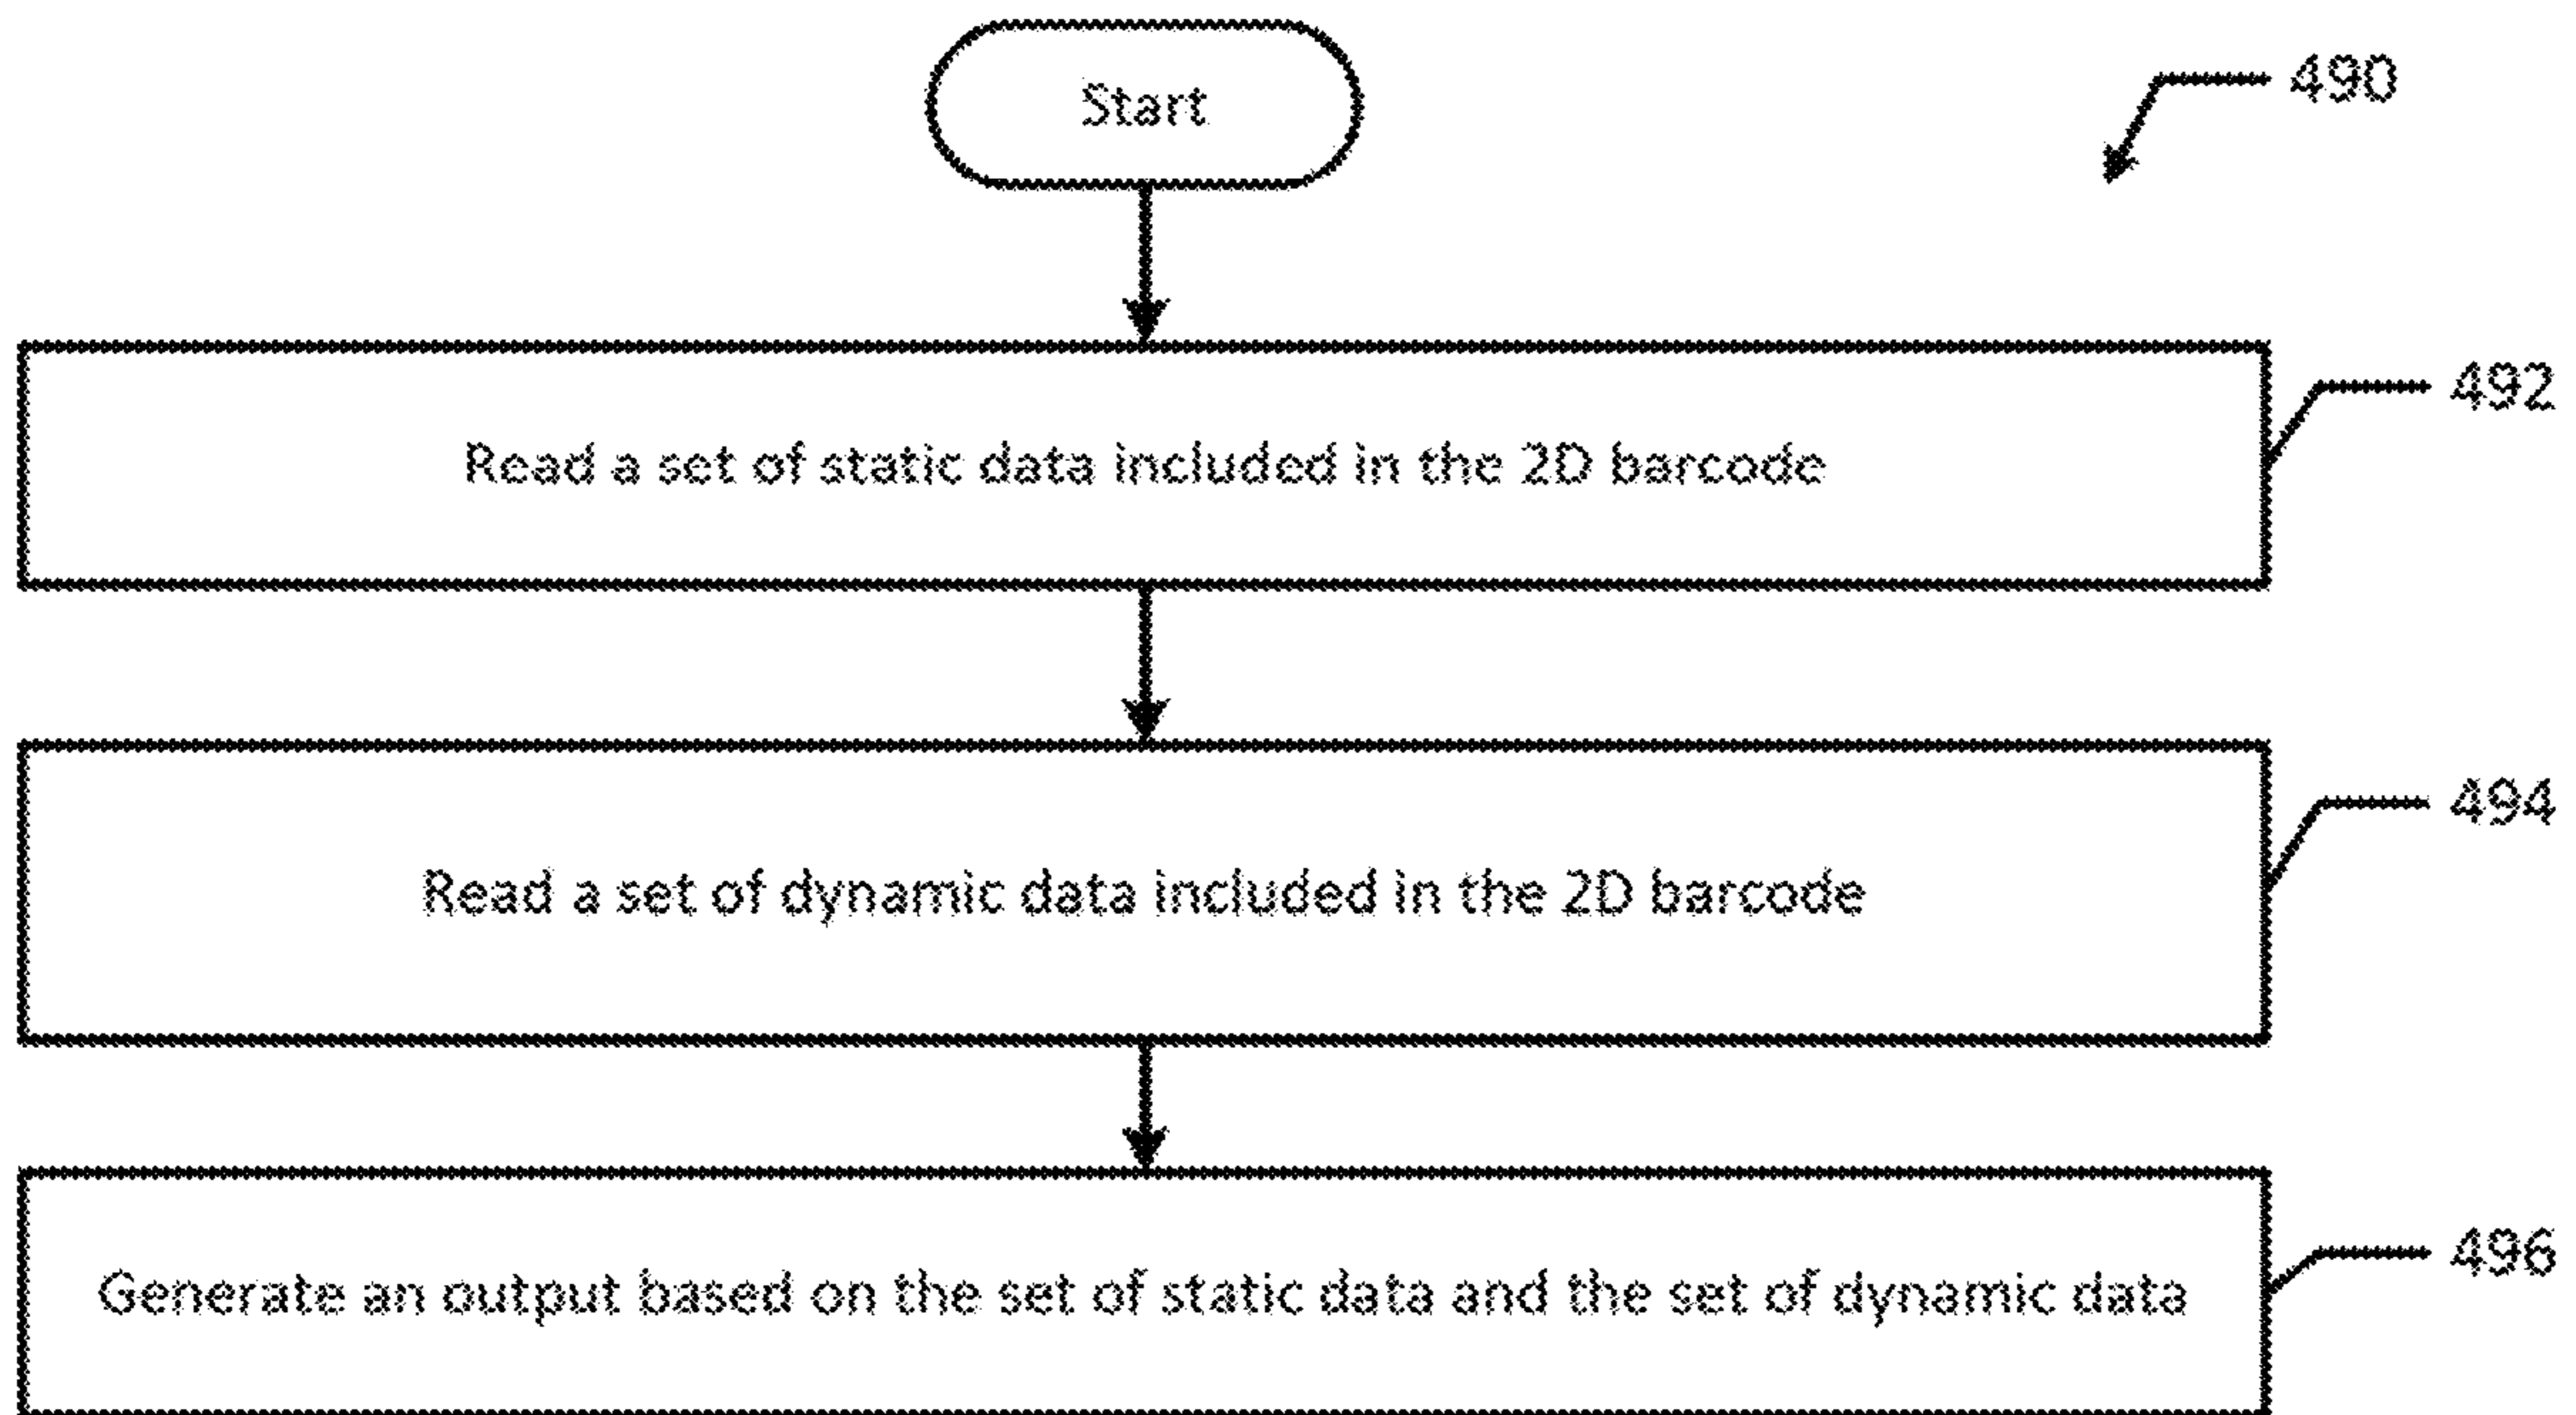 Start
490
492
Read a set of static data included in the 2D barcode
494
Read a set of dynamic data included in the 2D barcode
496
Generate an output based on the set of static data and the set of dynamic data